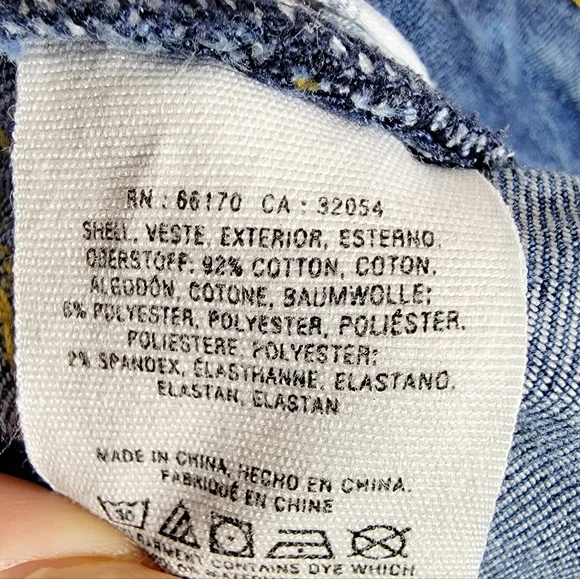 RN : 66170 CA : 32054
SHELL, VESTE, EXTERIOR, ESTERNO,
OBERSTOFF: 92% COTTON, COTON,
ALGODÓN, COTONE, BAUMWOLLE;
6% POLYESTER, POLYESTER, POLIÉSTER,
POLIESTERE, POLYESTER;
2% SPANDEX, ÉLASTHANNE, ELASTANO,
ELASTAN, ELASTAN
MADE IN CHINA, HECHO EN CHINA,
FABRIQUÉ EN CHINE
30
GARMENT CONTAINS DYE WHICH